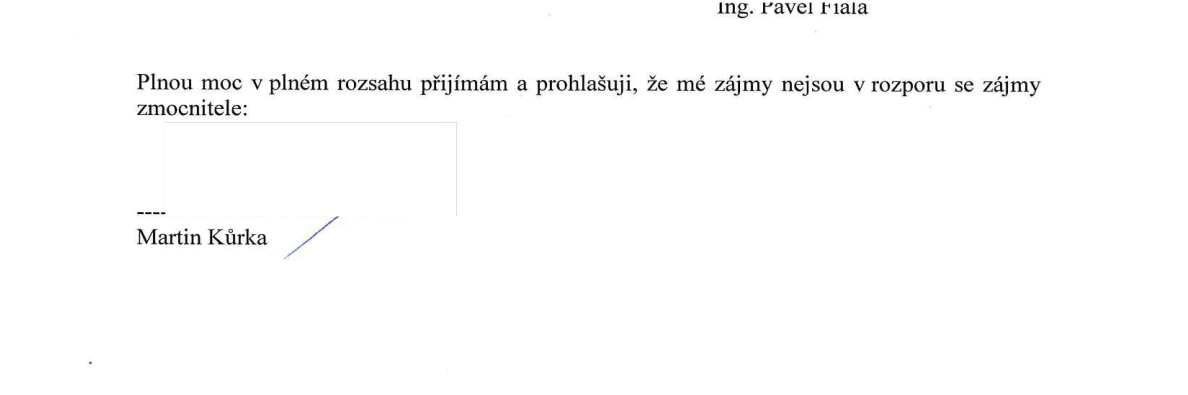 Ing. Pavel Fiala
Plnou moc v plném rozsahu přijímám a prohlašuji, že mé zájmy nejsou v rozporu se zájmy
zmocnitele:
----
Martin Kůrka